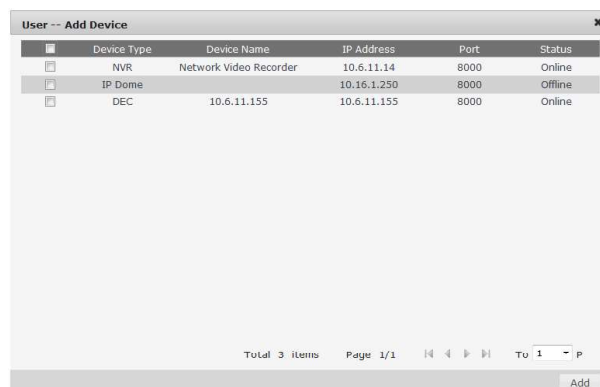 User -- Add Device
Device Type Device Name IP Address Port Status
NVR Network Video Recorder 10.6.11.14 8000 Online
IP Dome 10.16.1.250 8000 Offline
DEC 10.6.11.155 10.6.11.155 8000 Online
Total 3 items Page 1/1 To 1 P
Add